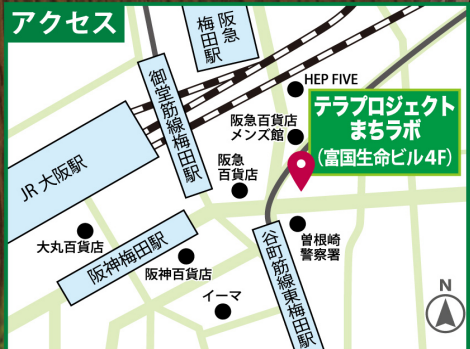 アクセス
阪急
梅田駅
御堂筋線梅田駅
HEP FIVE
テラプロジェクト
まちラボ
(富国生命ビル4F)
阪急百貨店
メンズ館
阪急
百貨店
JR 大阪駅
大丸百貨店
阪神梅田駅
阪神百貨店
曽根崎
警察署
谷町筋線東梅田駅
イーマ
N